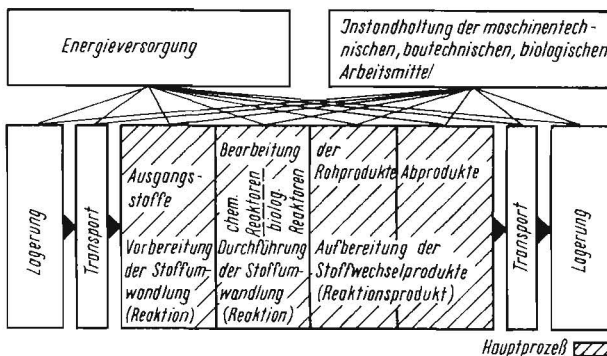 Energieversorgung
Instandhaltung der maschinentech-
nischen, bautechnischen, biologischen
Arbeitsmittel
Lagerung
Transport
Ausgangs-
stoffe
Vorbereitung
der Stoffum-
wandlung
(Reaktion)
Bearbeitung
chem.
Reaktoren
biolog.
Reaktoren
Durchführung
der Stoffum-
wandlung
(Reaktion)
der
Rohprodukte
Abprodukte
Aufbereitung der
Stoffwechselprodukte
(Reaktionsprodukt)
Transport
Lagerung
Hauptprozeß